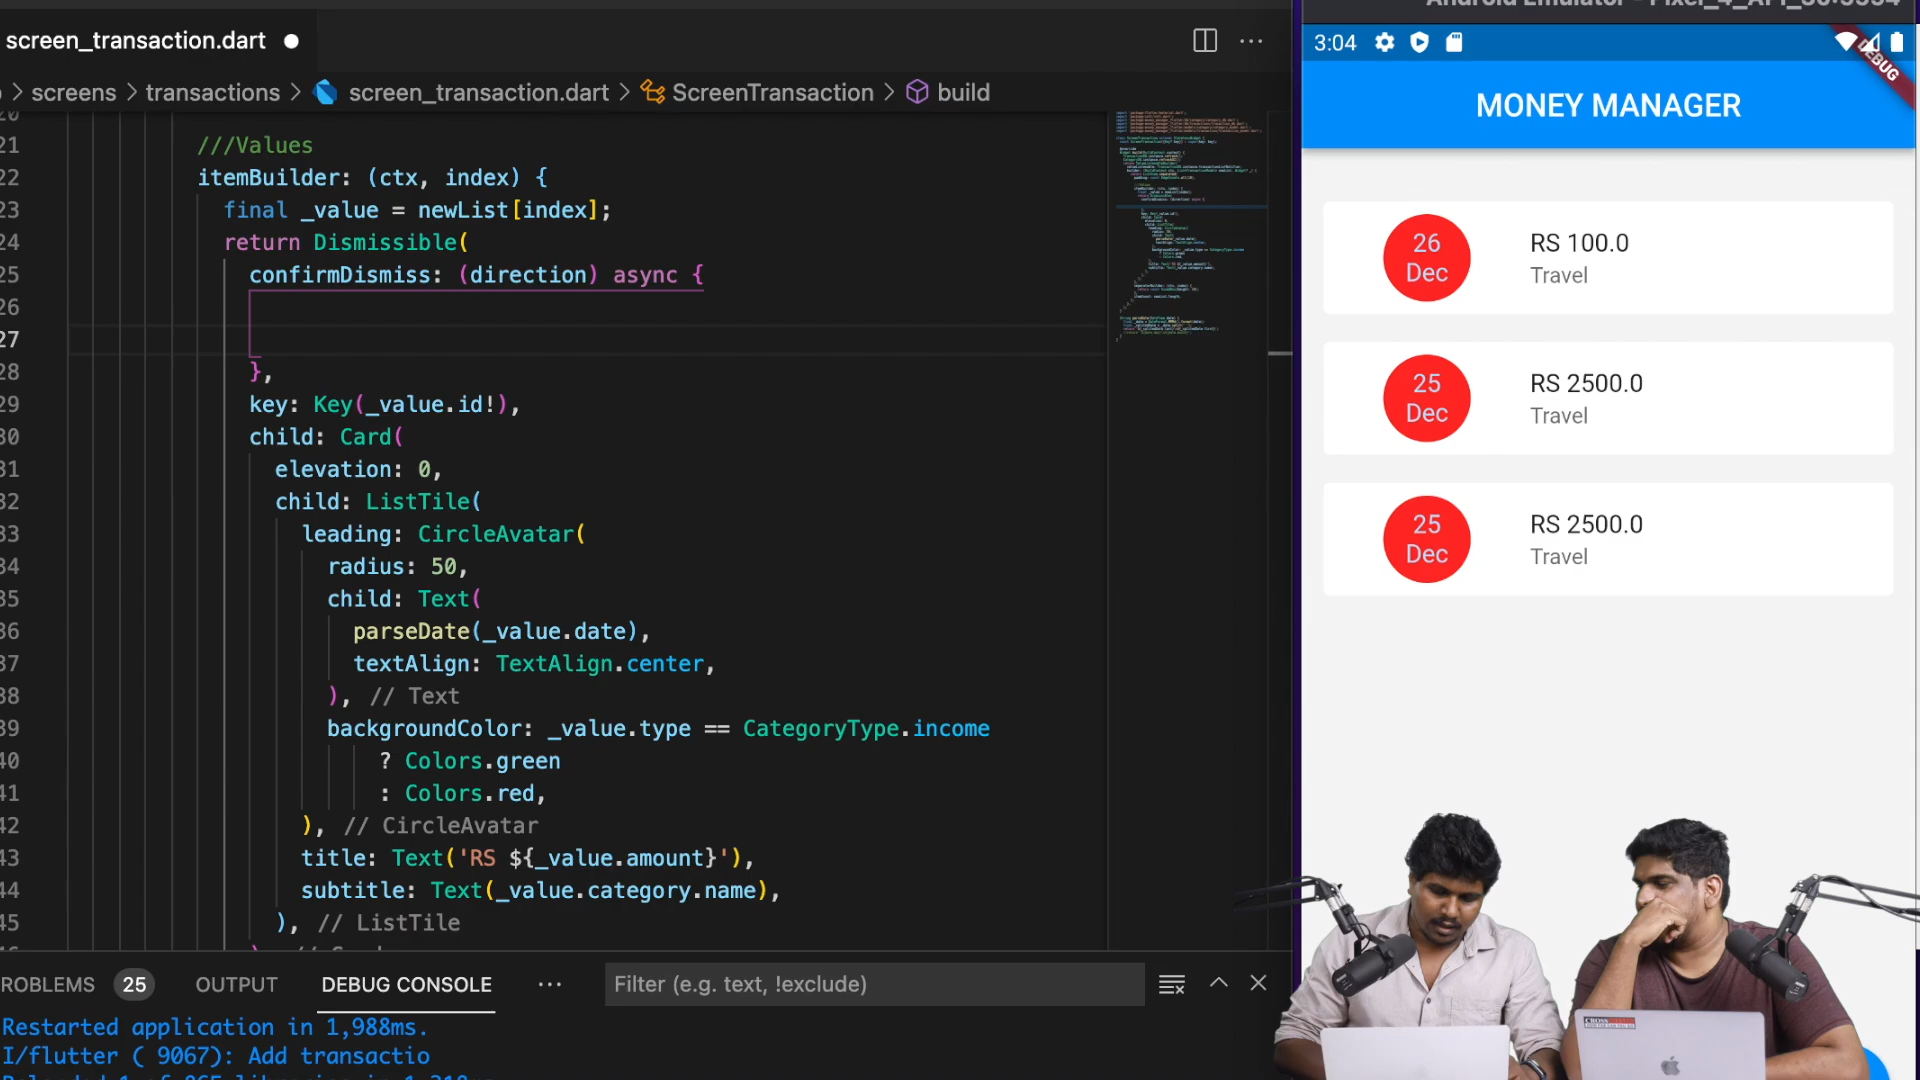 screen_transaction.dart
screens > transactions > screen_transaction.dart > ScreenTransaction > build
21 ///Values
22 itemBuilder: (ctx, index) {
23 final _value = newList[index];
24 return Dismissible(
25 confirmDismiss: (direction) async {
26
27
28 },
29 key: Key(_value.id!),
30 child: Card(
31 elevation: 0,
32 child: ListTile(
33 leading: CircleAvatar(
34 radius: 50,
35 child: Text(
36 parseDate(_value.date),
37 textAlign: TextAlign.center,
38 ), // Text
39 backgroundColor: _value.type == CategoryType.income
40 ? Colors.green
41 : Colors.red,
42 ), // CircleAvatar
43 title: Text('RS ${_value.amount}'),
44 subtitle: Text(_value.category.name),
45 ), // ListTile
ROBLEMS 25 OUTPUT DEBUG CONSOLE ... Filter (e.g. text, !exclude)
Restarted application in 1,988ms.
I/flutter ( 9067): Add transactio
3:04
DEBUG
MONEY MANAGER
26
Dec
RS 100.0
Travel
25
Dec
RS 2500.0
Travel
25
Dec
RS 2500.0
Travel